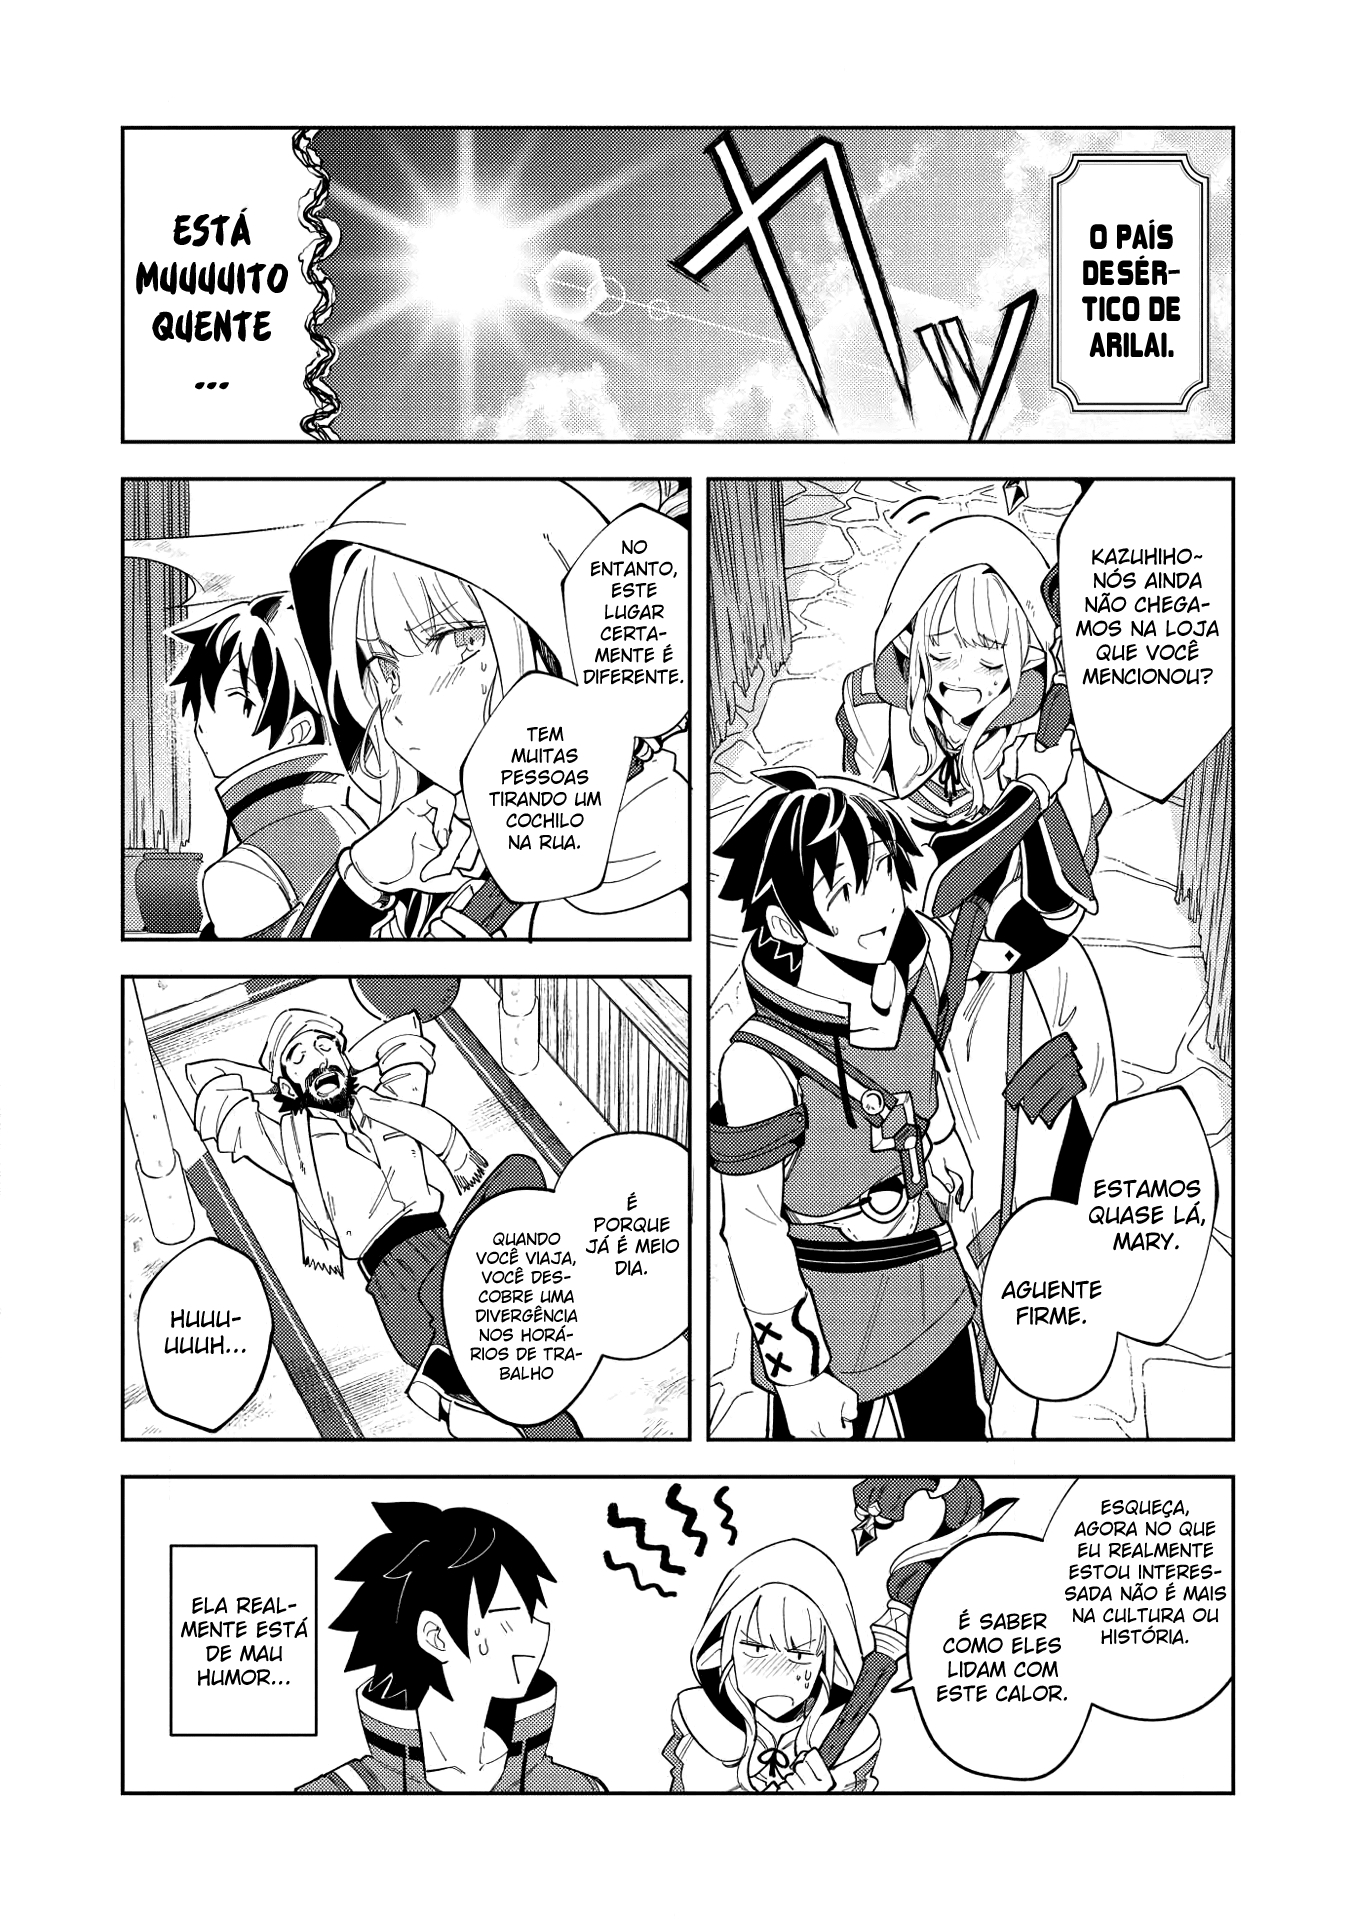 O PAÍS
DESÉR-
TICO DE
ARILAI.
カッ
ESTÁ
MUUUUITO
QUENTE
...
KAZUHIHO~
NÓS AINDA
NÃO CHEGA-
MOS NA LOJA
QUE VOCÊ
MENCIONOU?
ESTAMOS
QUASE LÁ,
MARY.
AGUENTE
FIRME.
NO
ENTANTO,
ESTE
LUGAR
CERTA-
MENTE É
DIFERENTE.
TEM
MUITAS
PESSOAS
TIRANDO UM
COCHILO
NA RUA.
É
PORQUE
JÁ É MEIO
DIA.
QUANDO
VOCÊ VIAJA,
VOCÊ DES-
COBRE UMA
DIVERGÊNCIA
NOS HORÁ-
RIOS DE TRA-
BALHO
HUUU-
UUUH...
ESQUEÇA,
AGORA NO QUE
EU REALMENTE
ESTOU INTERES-
SADA NÃO É MAIS
NA CULTURA OU
HISTÓRIA.
É SABER
COMO ELES
LIDAM COM
ESTE CALOR.
ELA REAL-
MENTE ESTÁ
DE MAU
HUMOR...